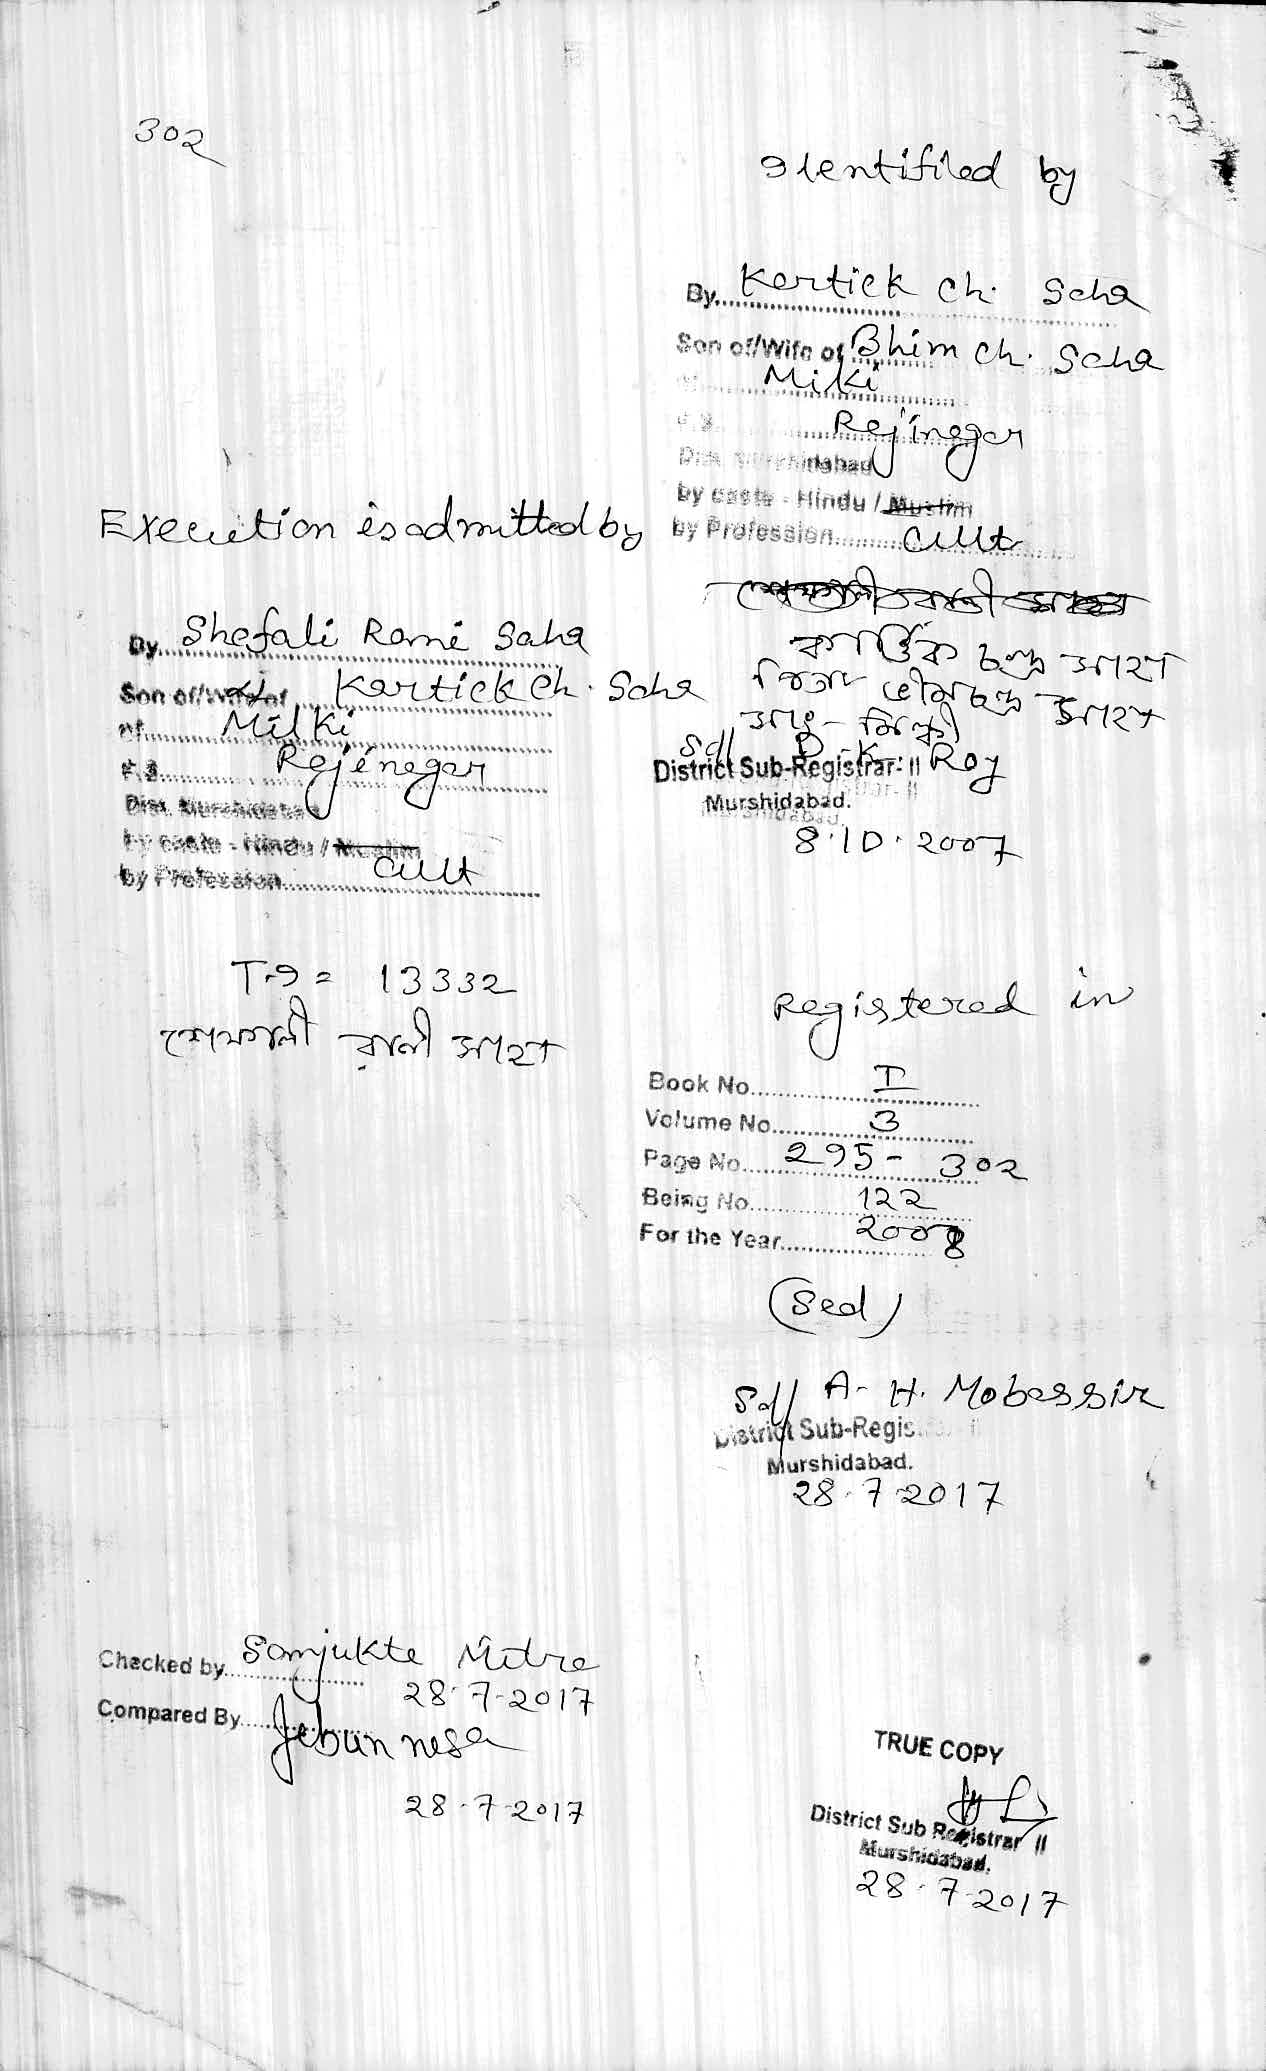 302
Identified by
By Kartick Ch. Saha
Son of/Wife of Bhim Ch. Saha
of Milki
P.S. Rejinagar
Dist. Murshidabad
by caste - Hindu / Muslim
by Profession Cult
কার্ত্তিক চন্দ্র সাহা
পিতা ভীমচন্দ্র সাহা
সাং- মিল্কী
Sd/ D. K. Roy
District Sub-Registrar- II
Murshidabad.
8.10.2007
Execution is admitted by
By Shefali Rani Saha
Son of/Wife of Kartick Ch. Saha
of Milki
P.S. Rejinagar
Dist. Murshidabad
by caste - Hindu / Muslim
by Profession Cult
T.I = 13332
শেফালী রানী সাহা
Registered in
Book No. I
Volume No. 3
Page No. 295 - 302
Being No. 122
For the Year 2008
(Sed)
Sd/ A. H. Mobassir
District Sub-Registrar- II
Murshidabad.
28.7.2017
Checked by Sanjukta Mitra
28.7.2017
Compared By Jebun nesa
28.7.2017
TRUE COPY
District Sub Registrar II
Murshidabad.
28.7.2017